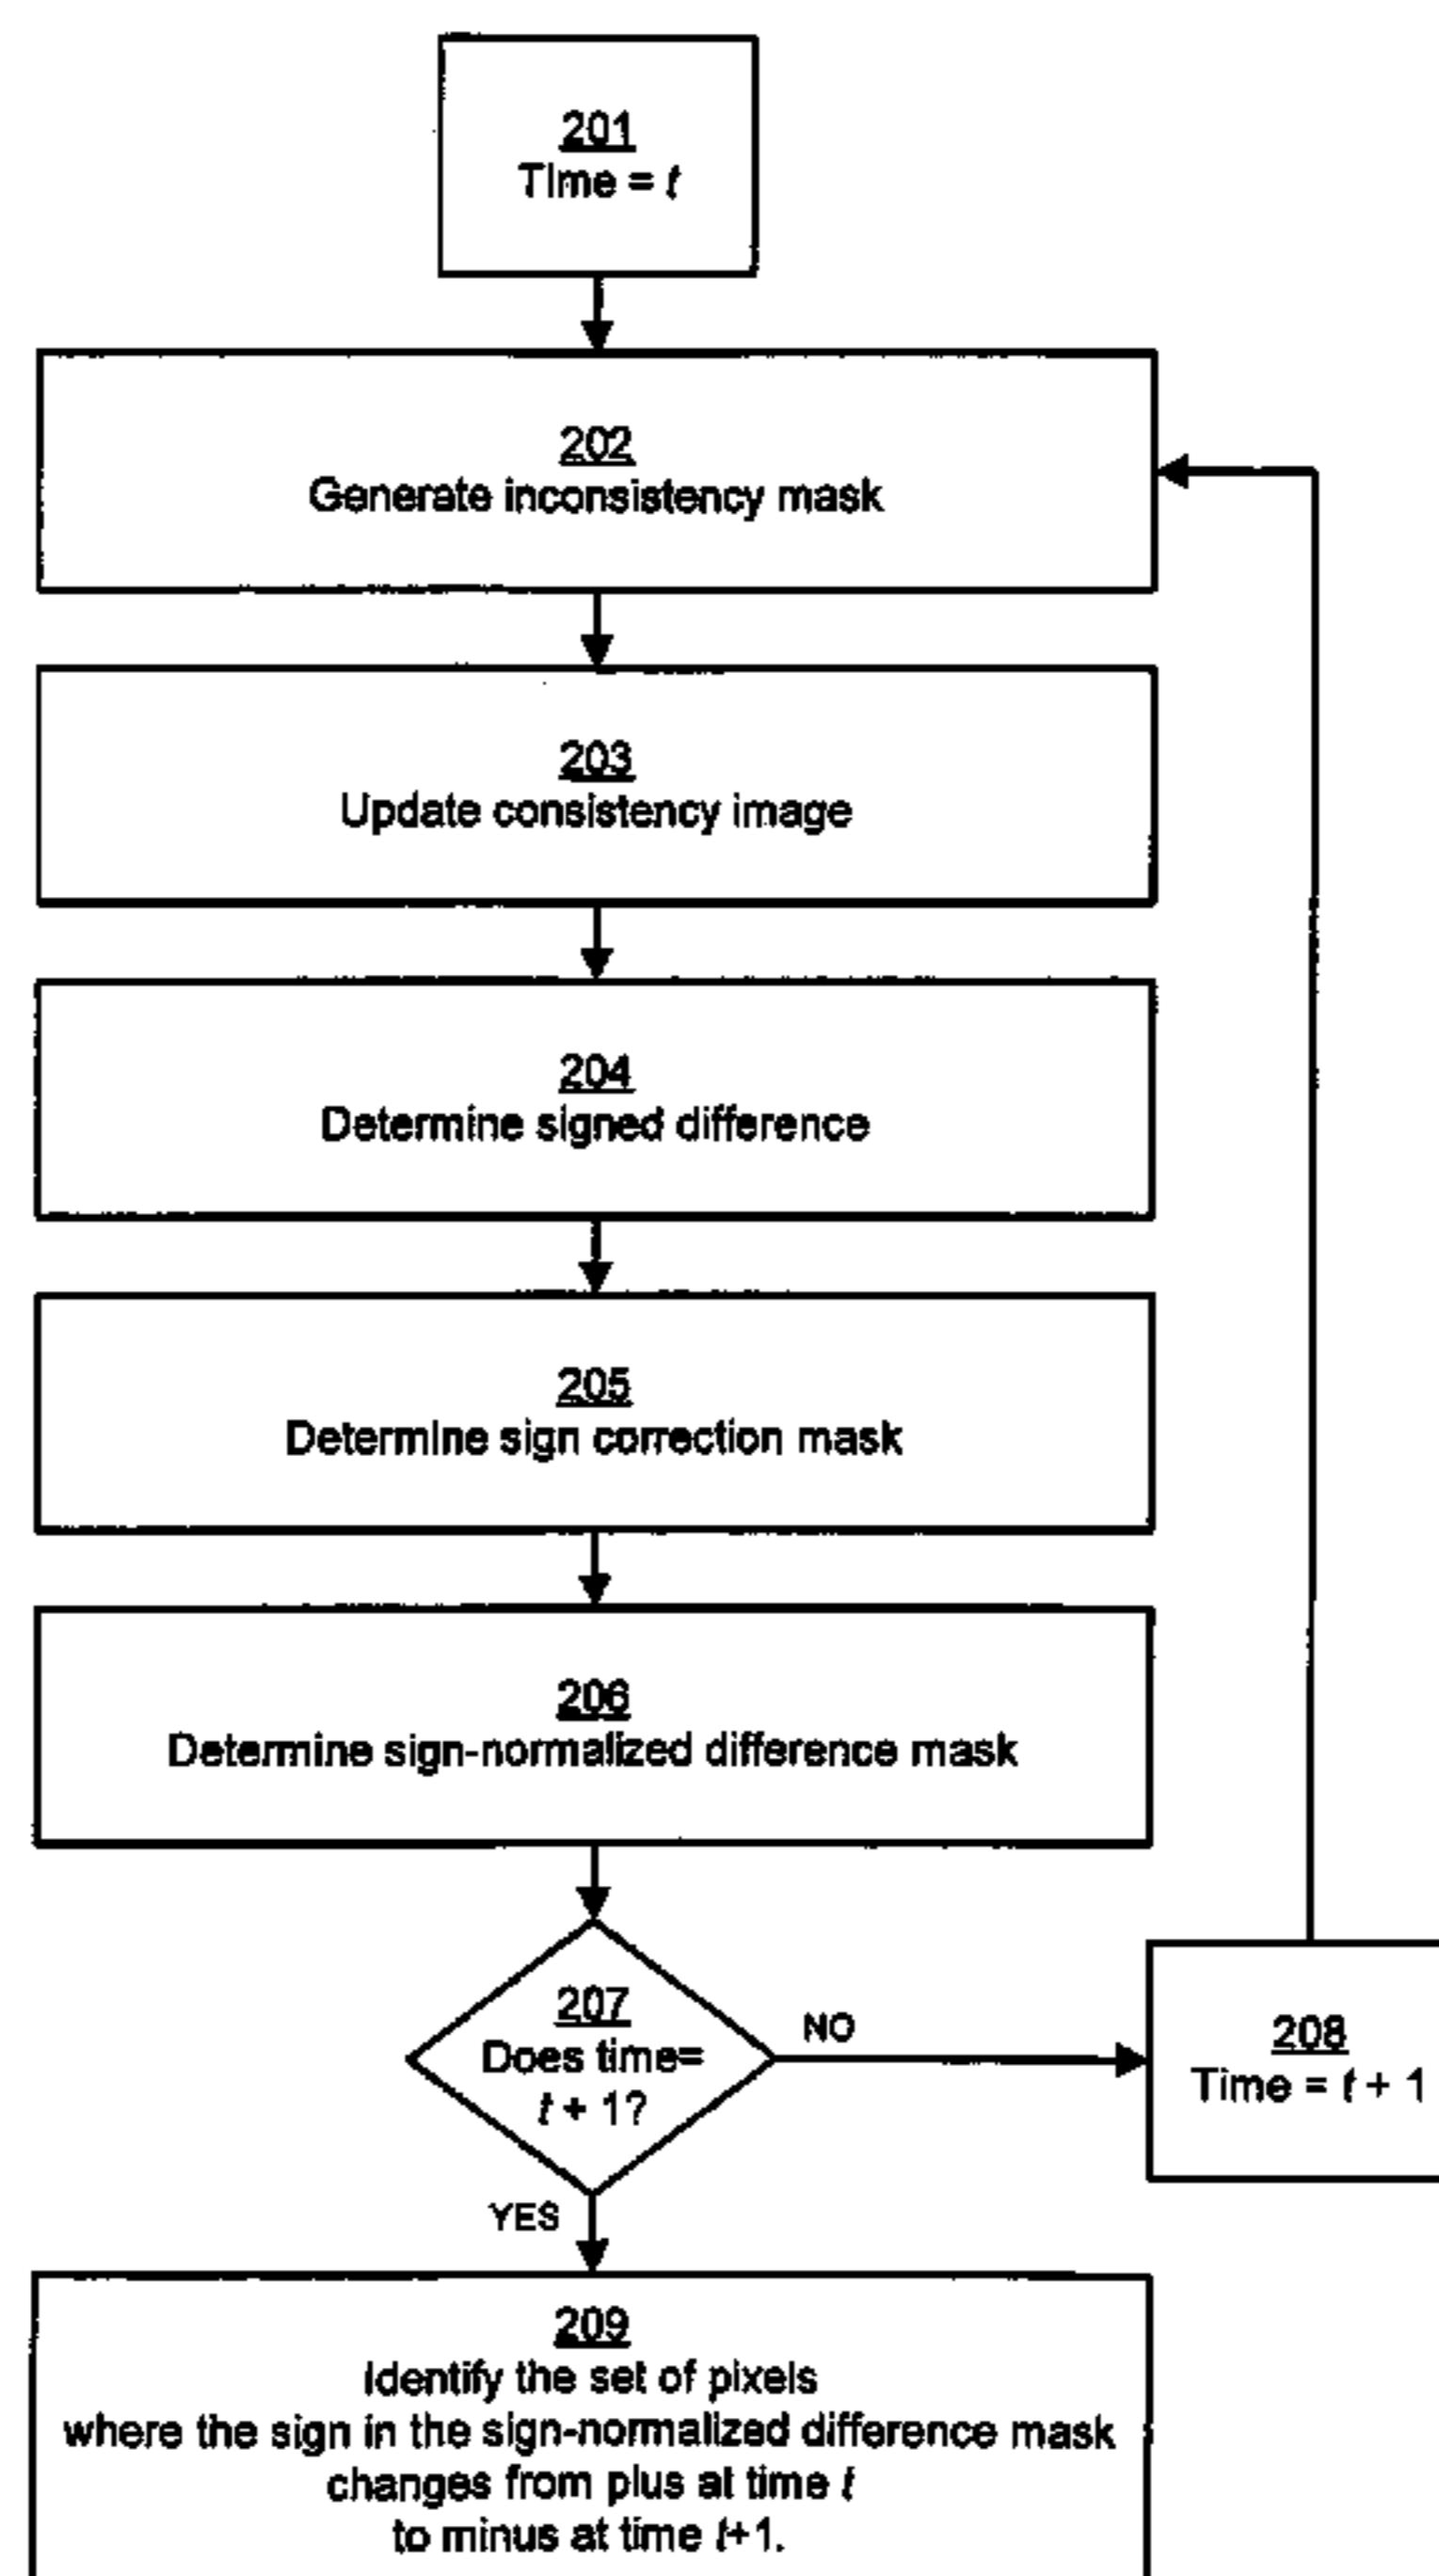 201
Time = t
202
Generate inconsistency mask
203
Update consistency image
204
Determine signed difference
205
Determine sign correction mask
206
Determine sign-normalized difference mask
207
Does time=
t + 1?
NO
208
Time = t + 1
YES
209
Identify the set of pixels
where the sign in the sign-normalized difference mask
changes from plus at time t
to minus at time t+1.